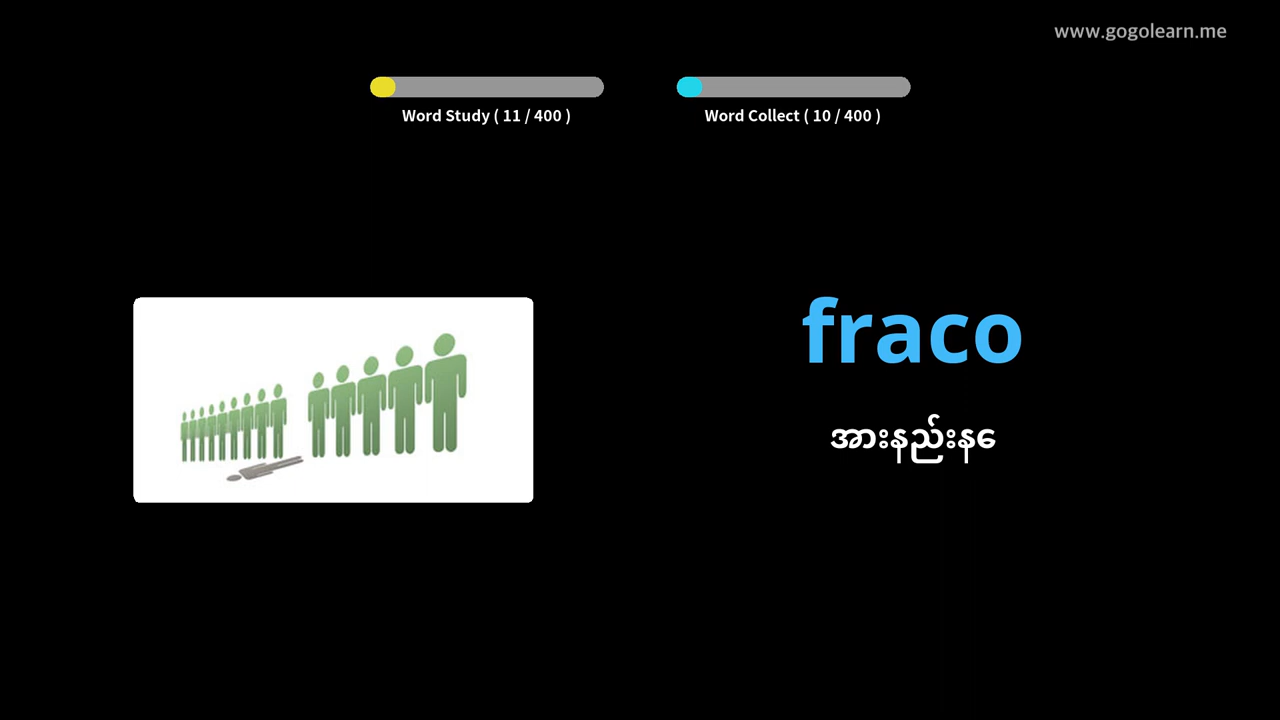 www.gogolearn.me
Word Study ( 11 / 400 )
Word Collect ( 10 / 400 )
fraco
အားနည်းနေ